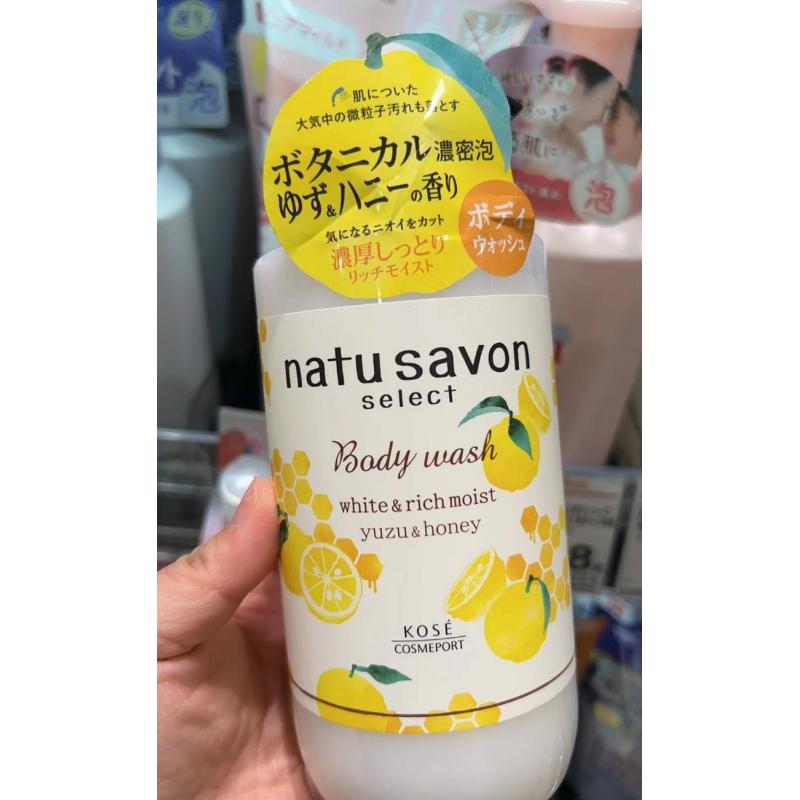 肌についた
大気中の微粒子汚れも落とす
ボタニカル 濃密泡
ゆず&ハニーの香り
気になるニオイをカット
濃厚しっとり
リッチモイスト
ボディ
ウォッシュ
natu savon
select
Body wash
white & rich moist
yuzu & honey
KOSÉ
COSMEPORT
泡
泡